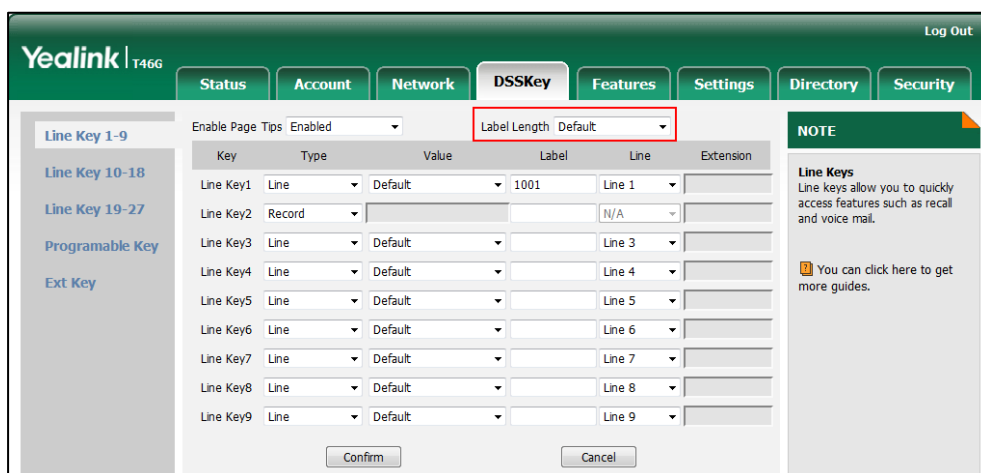 Log Out
Yealink T46G
Status Account Network DSSKey Features Settings Directory Security
Line Key 1-9
Line Key 10-18
Line Key 19-27
Programable Key
Ext Key
Enable Page Tips Enabled Label Length Default
Key Type Value Label Line Extension
Line Key1 Line Default 1001 Line 1
Line Key2 Record N/A
Line Key3 Line Default Line 3
Line Key4 Line Default Line 4
Line Key5 Line Default Line 5
Line Key6 Line Default Line 6
Line Key7 Line Default Line 7
Line Key8 Line Default Line 8
Line Key9 Line Default Line 9
Confirm Cancel
NOTE
Line Keys
Line keys allow you to quickly
access features such as recall
and voice mail.
? You can click here to get
more guides.